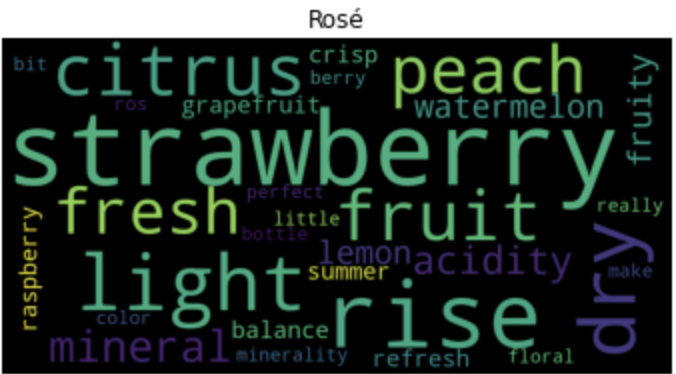 Rosé
bit
citrus
crisp
berry
peach
fruity
ros
grapefruit
watermelon
strawberry
fresh
perfect
little
bottle
fruit
really
raspberry
light
lemon
summer
acidity
dry
make
rise
color
mineral
balance
minerality
refresh
floral